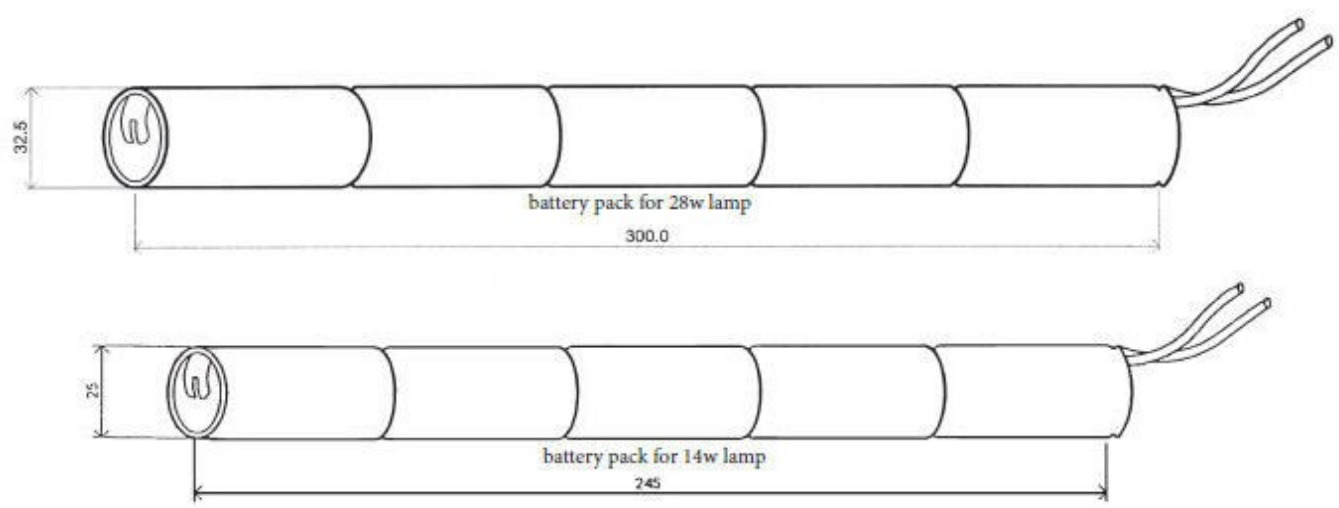 32.5
battery pack for 28w lamp
300.0
25
battery pack for 14w lamp
245